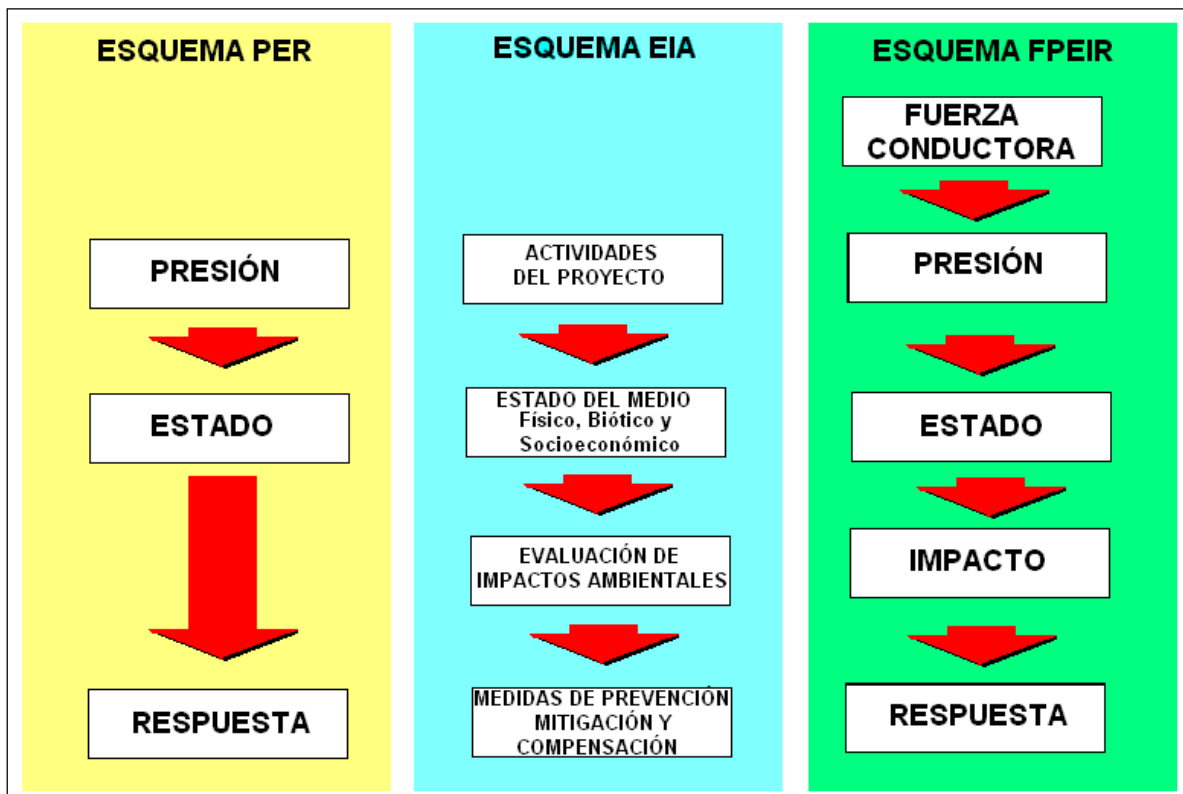 ESQUEMA PER
PRESIÓN
ESTADO
RESPUESTA
ESQUEMA EIA
ACTIVIDADES
DEL PROYECTO
ESTADO DEL MEDIO
Físico, Biótico y
Socioeconómico
EVALUACIÓN DE
IMPACTOS AMBIENTALES
MEDIDAS DE PREVENCIÓN
MITIGACIÓN Y
COMPENSACIÓN
ESQUEMA FPEIR
FUERZA
CONDUCTORA
PRESIÓN
ESTADO
IMPACTO
RESPUESTA